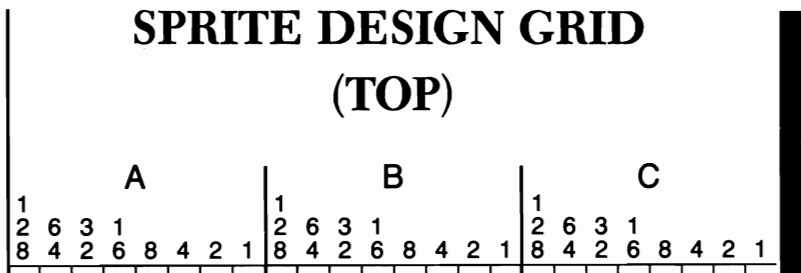 SPRITE DESIGN GRID
(TOP)
A B C
1 1 1
2 6 3 1 2 6 3 1 2 6 3 1
8 4 2 6 8 4 2 1 8 4 2 6 8 4 2 1 8 4 2 6 8 4 2 1